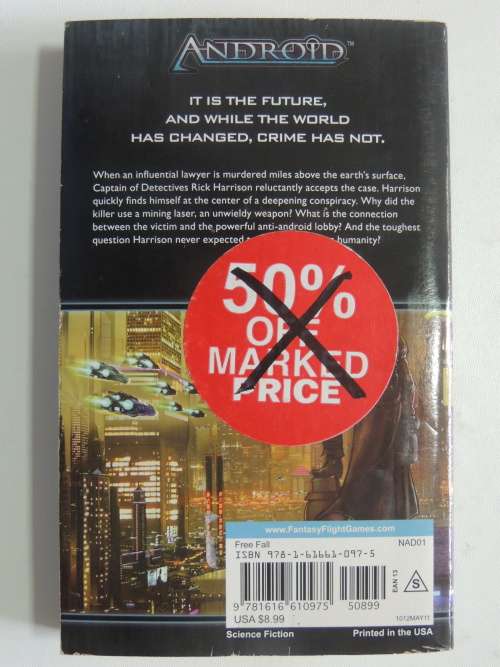 ANDROID™
IT IS THE FUTURE,
AND WHILE THE WORLD
HAS CHANGED, CRIME HAS NOT.
When an influential lawyer is murdered miles above the earth's surface,
Captain of Detectives Rick Harrison reluctantly accepts the case. Harrison
quickly finds himself at the center of a deepening conspiracy. Why did the
killer use a mining laser, an unwieldy weapon? What is the connection
between the victim and the powerful anti-android lobby? And the toughest
question Harrison never expected humanity?
50%
OFF
MARKED
PRICE
www.FantasyFlightGames.com
Free Fall NAD01
ISBN 978-1-61661-097-5
EAN 13
S
9 781616 610975 50899
USA $8.99 1012MAY11
Science Fiction Printed in the USA